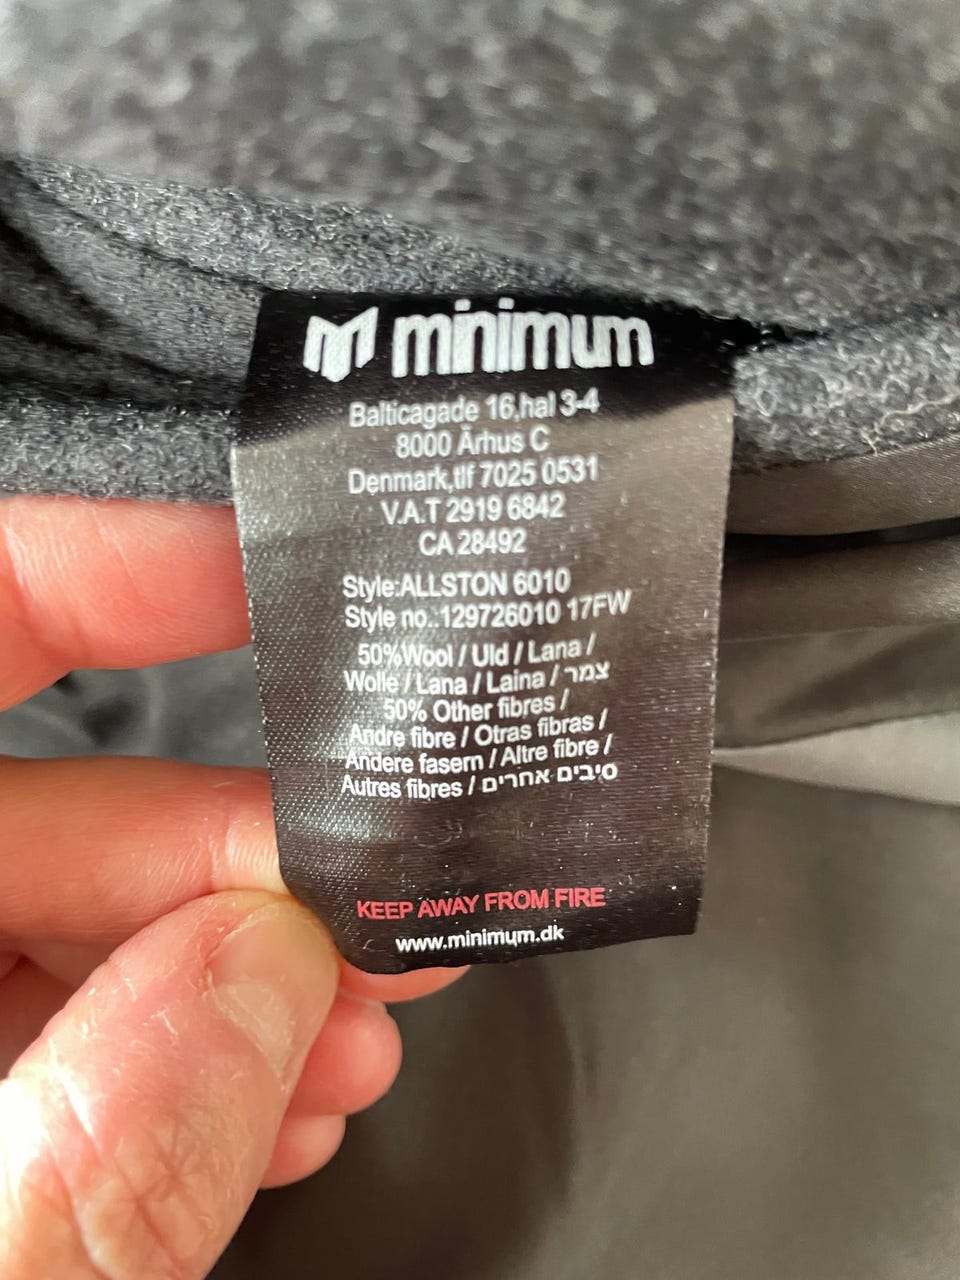 minimum
Balticagade 16,hal 3-4
8000 Århus C
Denmark,tlf 7025 0531
V.A.T 2919 6842
CA 28492
Style:ALLSTON 6010
Style no.:129726010 17FW
50%Wool / Uld / Lana /
Wolle / Lana / Laina / צמר
50% Other fibres /
Andre fibre / Otras fibras /
Andere fasern / Altre fibre /
Autres fibres / סיבים אחרים
KEEP AWAY FROM FIRE
www.minimum.dk